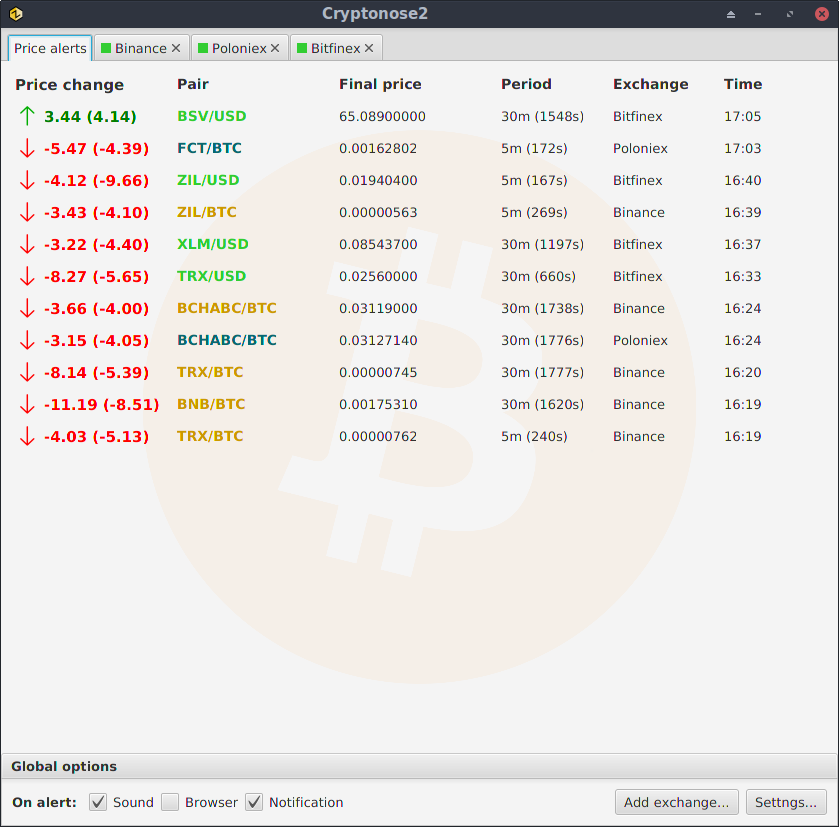 Cryptonose2
Price alerts Binance Poloniex Bitfinex
Price change Pair Final price Period Exchange Time
3.44 (4.14) BSV/USD 65.08900000 30m (1548s) Bitfinex 17:05
-5.47 (-4.39) FCT/BTC 0.00162802 5m (172s) Poloniex 17:03
-4.12 (-9.66) ZIL/USD 0.01940400 5m (167s) Bitfinex 16:40
-3.43 (-4.10) ZIL/BTC 0.00000563 5m (269s) Binance 16:39
-3.22 (-4.40) XLM/USD 0.08543700 30m (1197s) Bitfinex 16:37
-8.27 (-5.65) TRX/USD 0.02560000 30m (660s) Bitfinex 16:33
-3.66 (-4.00) BCHABC/BTC 0.03119000 30m (1738s) Binance 16:24
-3.15 (-4.05) BCHABC/BTC 0.03127140 30m (1776s) Poloniex 16:24
-8.14 (-5.39) TRX/BTC 0.00000745 30m (1777s) Binance 16:20
-11.19 (-8.51) BNB/BTC 0.00175310 30m (1620s) Binance 16:19
-4.03 (-5.13) TRX/BTC 0.00000762 5m (240s) Binance 16:19
Global options
On alert: Sound Browser Notification Add exchange... Settngs...